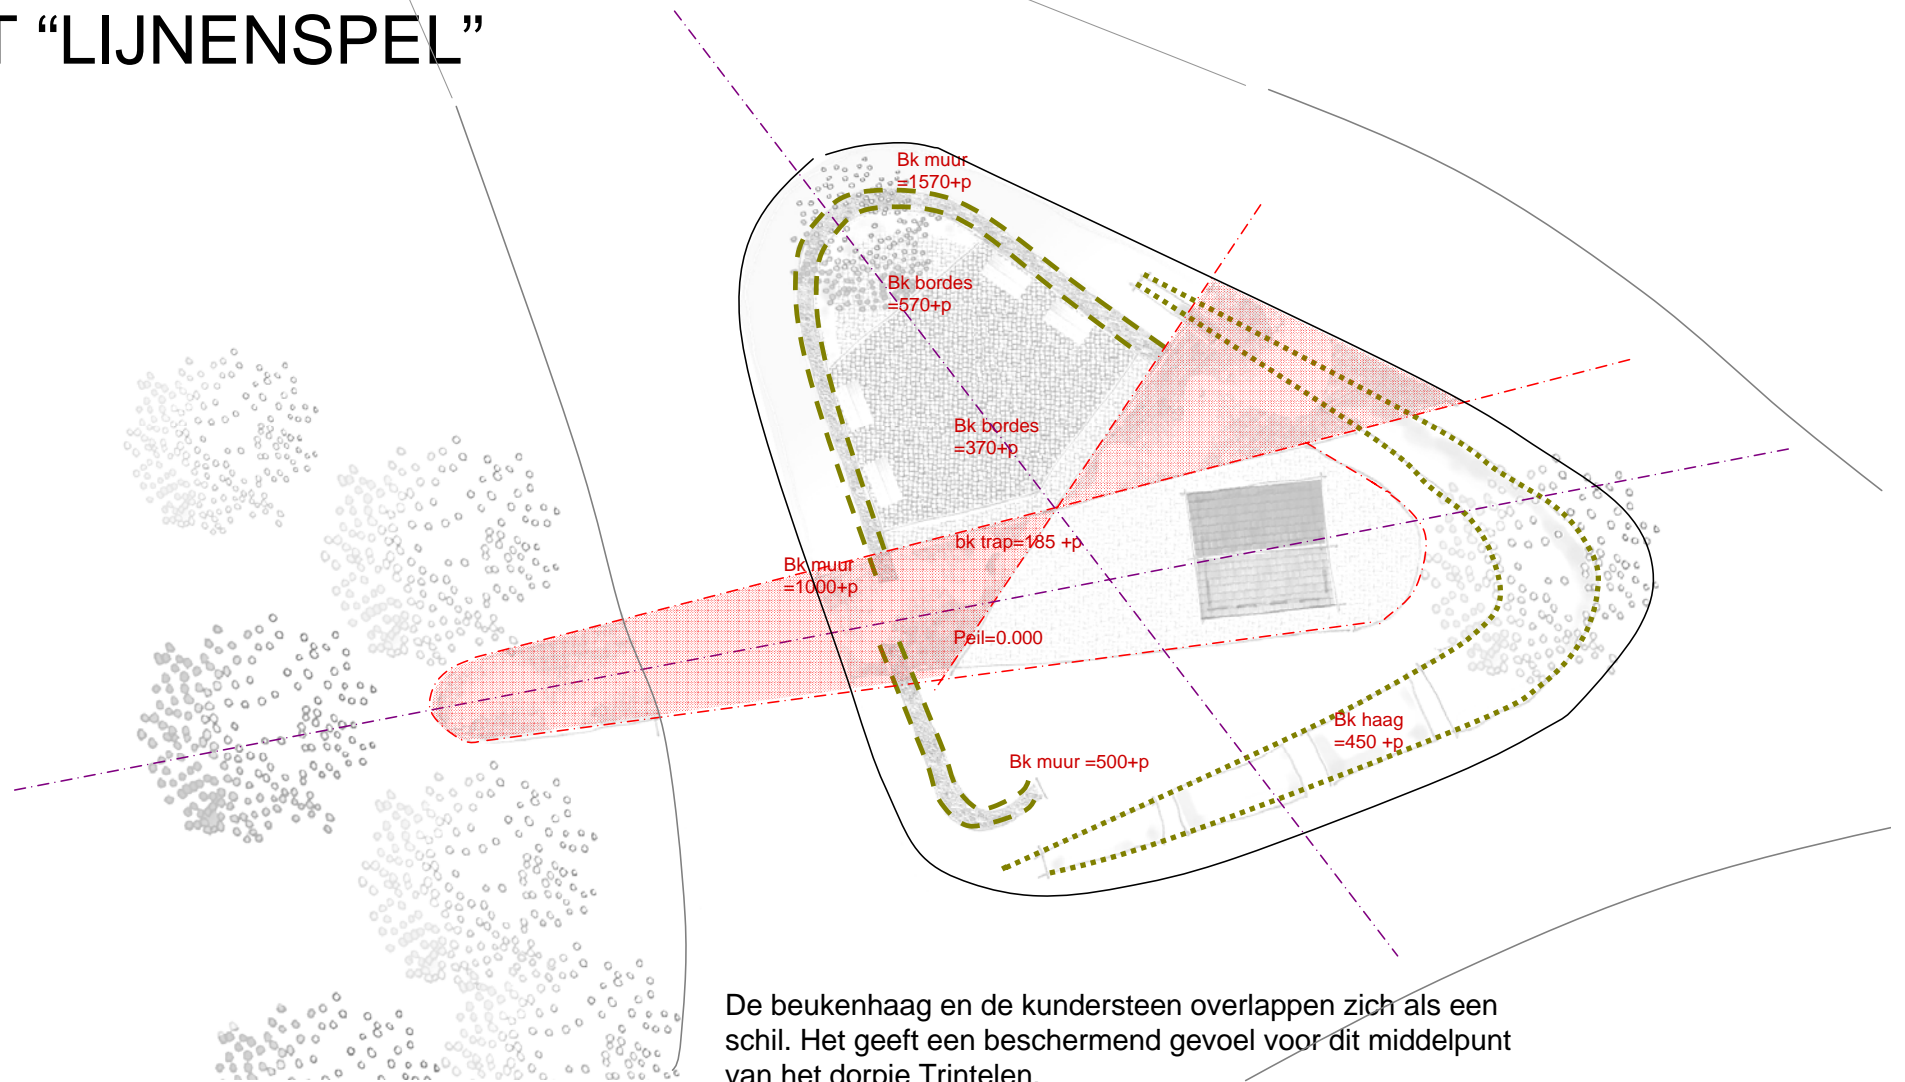 T “LIJNENSPEL”
Bk muur
=1570+p
Bk bordes
=570+p
Bk bordes
=370+p
bk trap=185 +p
Bk muur
=1000+p
Peil=0.000
Bk haag
=450 +p
Bk muur =500+p
De beukenhaag en de kundersteen overlappen zich als een
schil. Het geeft een beschermend gevoel voor dit middelpunt
van het dorpje Trintelen.